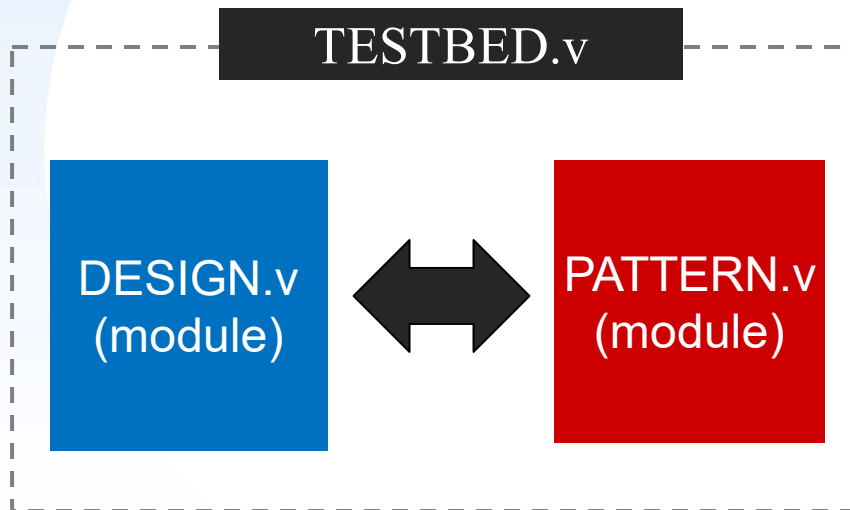 TESTBED.v
DESIGN.v
(module)
PATTERN.v
(module)